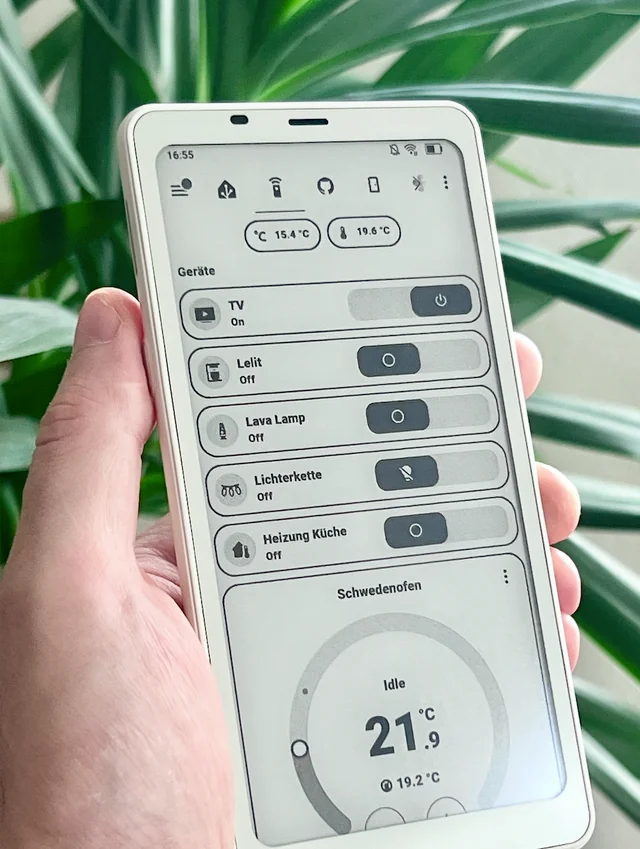 16:55
°C 15.4 °C 19.6 °C
Geräte
TV
On
Lelit
Off
Lava Lamp
Off
Lichterkette
Off
Heizung Küche
Off
Schwedenofen
Idle
21.9 °C
19.2 °C